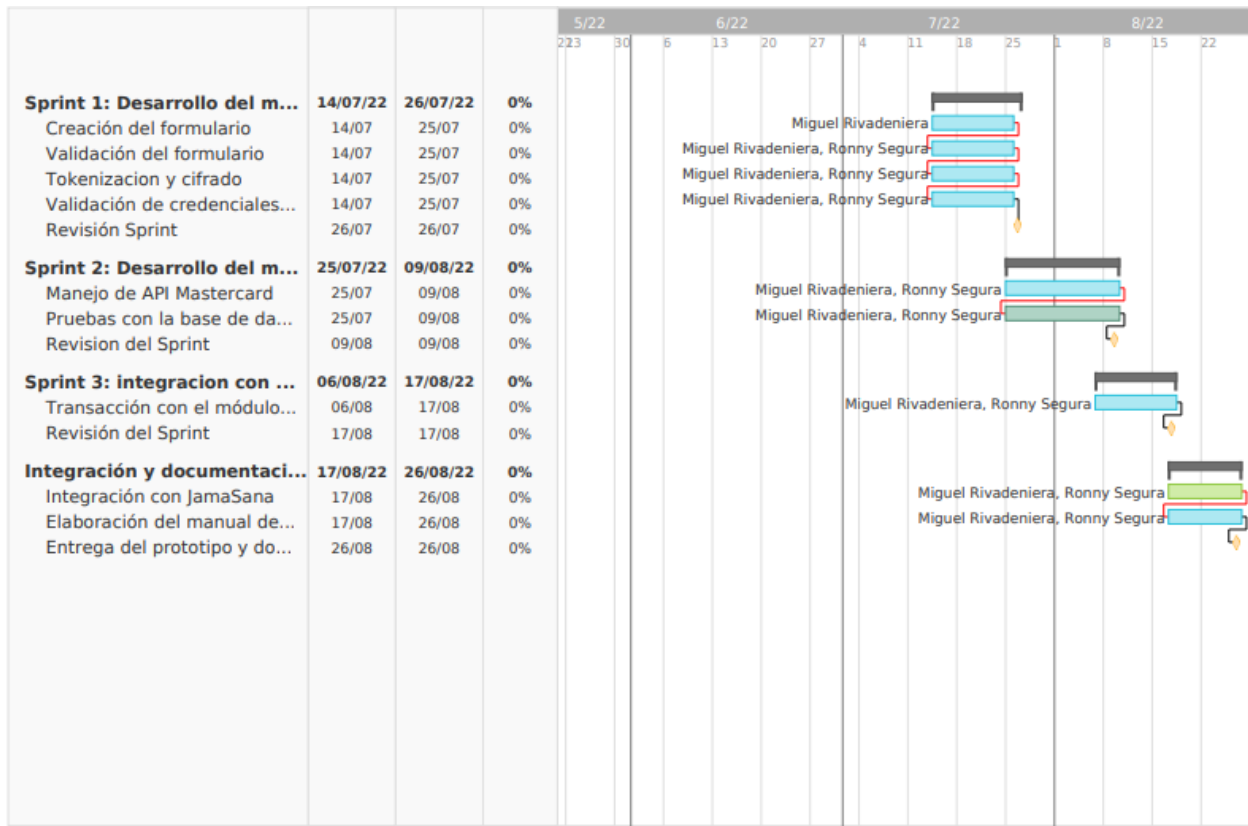 5/22 6/22 7/22 8/22
22 23 30 6 13 20 27 4 11 18 25 1 8 15 22
Sprint 1: Desarrollo del m... 14/07/22 26/07/22 0%
Creación del formulario 14/07 25/07 0% Miguel Rivadeniera
Validación del formulario 14/07 25/07 0% Miguel Rivadeniera, Ronny Segura
Tokenizacion y cifrado 14/07 25/07 0% Miguel Rivadeniera, Ronny Segura
Validación de credenciales... 14/07 25/07 0% Miguel Rivadeniera, Ronny Segura
Revisión Sprint 26/07 26/07 0%
Sprint 2: Desarrollo del m... 25/07/22 09/08/22 0%
Manejo de API Mastercard 25/07 09/08 0% Miguel Rivadeniera, Ronny Segura
Pruebas con la base de da... 25/07 09/08 0% Miguel Rivadeniera, Ronny Segura
Revision del Sprint 09/08 09/08 0%
Sprint 3: integracion con ... 06/08/22 17/08/22 0%
Transacción con el módulo... 06/08 17/08 0% Miguel Rivadeniera, Ronny Segura
Revisión del Sprint 17/08 17/08 0%
Integración y documentaci... 17/08/22 26/08/22 0%
Integración con JamaSana 17/08 26/08 0% Miguel Rivadeniera, Ronny Segura
Elaboración del manual de... 17/08 26/08 0% Miguel Rivadeniera, Ronny Segura
Entrega del prototipo y do... 26/08 26/08 0%